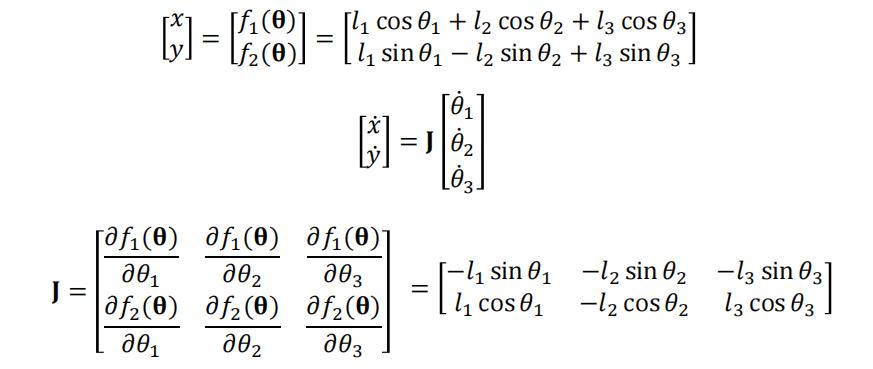 [x; y] = [f₁(𝛉); f₂(𝛉)] = [l₁ cos θ₁ + l₂ cos θ₂ + l₃ cos θ₃; l₁ sin θ₁ − l₂ sin θ₂ + l₃ sin θ₃]
[ẋ; ẏ] = 𝐉 [θ̇₁; θ̇₂; θ̇₃]
𝐉 = [∂f₁(𝛉)/∂θ₁ ∂f₁(𝛉)/∂θ₂ ∂f₁(𝛉)/∂θ₃; ∂f₂(𝛉)/∂θ₁ ∂f₂(𝛉)/∂θ₂ ∂f₂(𝛉)/∂θ₃] = [−l₁ sin θ₁ −l₂ sin θ₂ −l₃ sin θ₃; l₁ cos θ₁ −l₂ cos θ₂ l₃ cos θ₃]